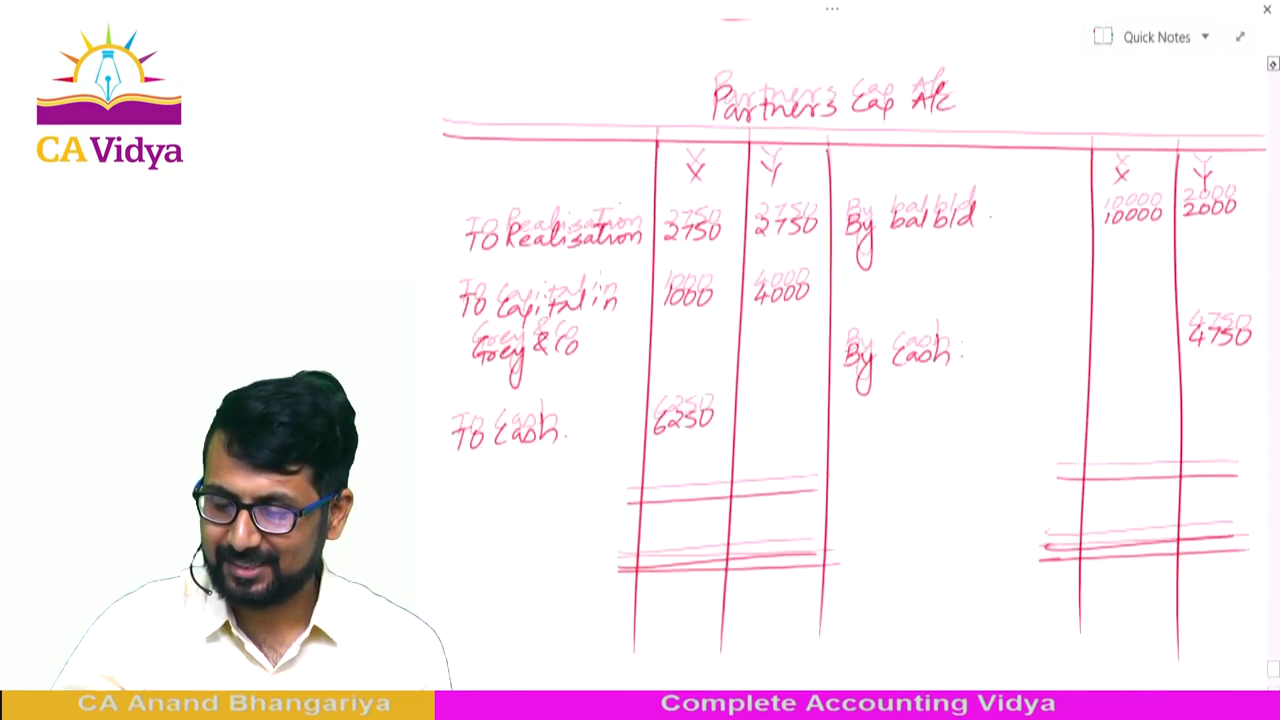 Quick Notes
CA Vidya
Partners Cap A/c
X Y X Y
To Realisation 2750 2750 By bal b/d 10000 2000
To Capital in 1000 4000
Grey & Co
By Cash 4750
To Cash 6250
CA Anand Bhangariya
Complete Accounting Vidya